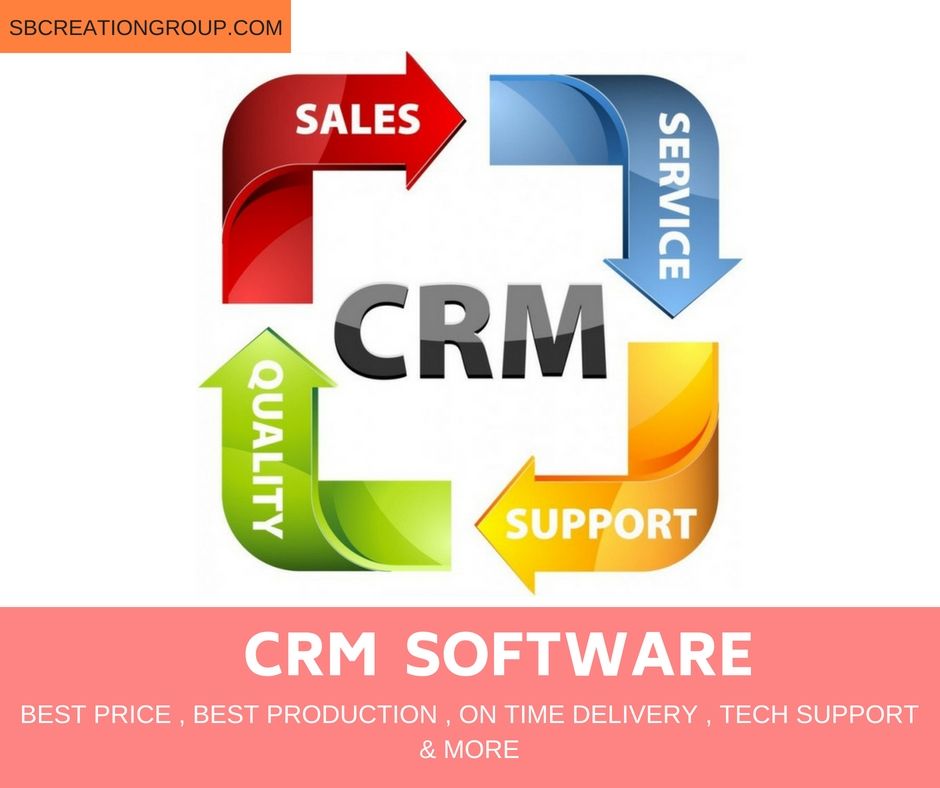 SBCREATIONGROUP.COM
SALES
SERVICE
CRM
QUALITY
SUPPORT
CRM SOFTWARE
BEST PRICE , BEST PRODUCTION , ON TIME DELIVERY , TECH SUPPORT
& MORE